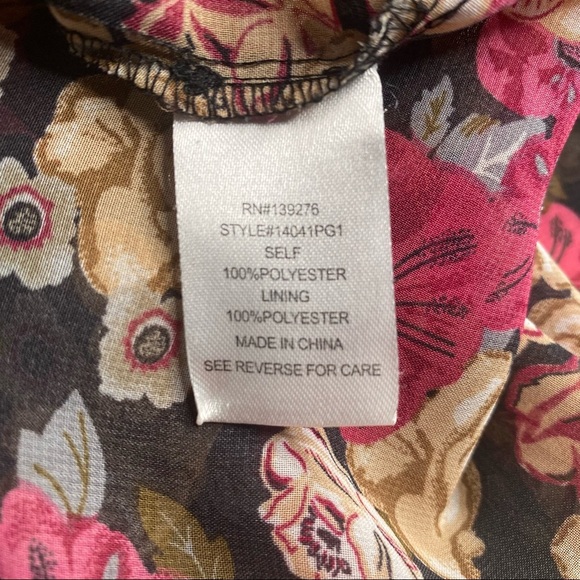 RN#139276
STYLE#14041PG1
SELF
100%POLYESTER
LINING
100%POLYESTER
MADE IN CHINA
SEE REVERSE FOR CARE